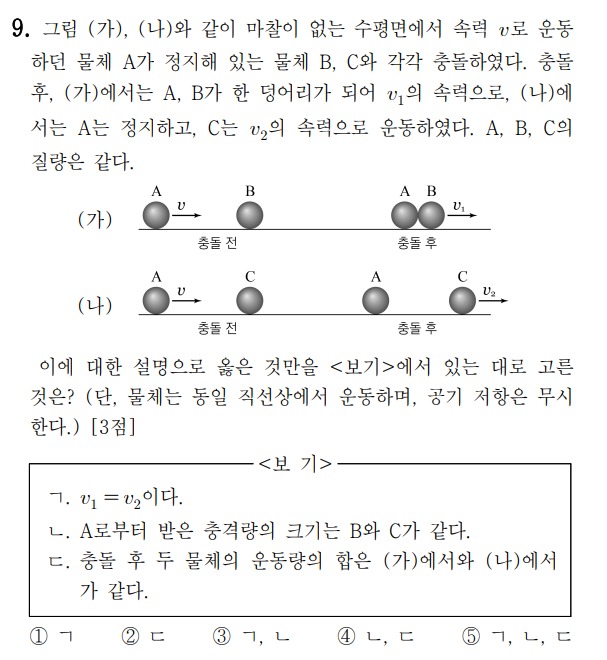 9. 그림 (가), (나)와 같이 마찰이 없는 수평면에서 속력 v로 운동
하던 물체 A가 정지해 있는 물체 B, C와 각각 충돌하였다. 충돌
후, (가)에서는 A, B가 한 덩어리가 되어 v₁의 속력으로, (나)에
서는 A는 정지하고, C는 v₂의 속력으로 운동하였다. A, B, C의
질량은 같다.
A B A B
(가) v v₁
충돌 전 충돌 후
A C A C
(나) v v₂
충돌 전 충돌 후
이에 대한 설명으로 옳은 것만을 <보기>에서 있는 대로 고른
것은? (단, 물체는 동일 직선상에서 운동하며, 공기 저항은 무시
한다.) [3점]
<보 기>
ㄱ. v₁ = v₂이다.
ㄴ. A로부터 받은 충격량의 크기는 B와 C가 같다.
ㄷ. 충돌 후 두 물체의 운동량의 합은 (가)에서와 (나)에서
가 같다.
① ㄱ ② ㄷ ③ ㄱ, ㄴ ④ ㄴ, ㄷ ⑤ ㄱ, ㄴ, ㄷ